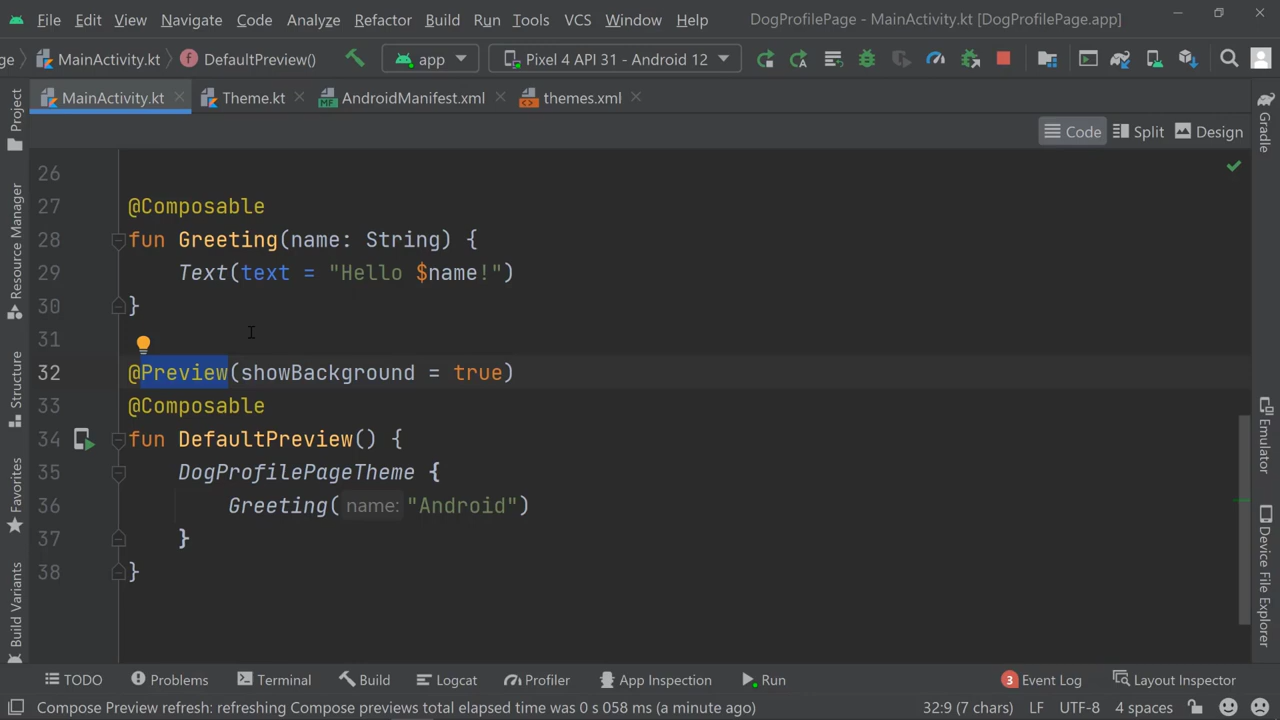 File Edit View Navigate Code Analyze Refactor Build Run Tools VCS Window Help DogProfilePage - MainActivity.kt [DogProfilePage.app]
ge MainActivity.kt DefaultPreview() app Pixel 4 API 31 - Android 12
MainActivity.kt Theme.kt AndroidManifest.xml themes.xml
Code Split Design
26
27 @Composable
28 fun Greeting(name: String) {
29 Text(text = "Hello $name!")
30 }
31
32 @Preview(showBackground = true)
33 @Composable
34 fun DefaultPreview() {
35 DogProfilePageTheme {
36 Greeting( name: "Android")
37 }
38 }
Project
Resource Manager
Structure
Favorites
Build Variants
Gradle
Emulator
Device File Explorer
TODO Problems Terminal Build Logcat Profiler App Inspection Run 3 Event Log Layout Inspector
Compose Preview refresh: refreshing Compose previews total elapsed time was 0 s 058 ms (a minute ago) 32:9 (7 chars) LF UTF-8 4 spaces